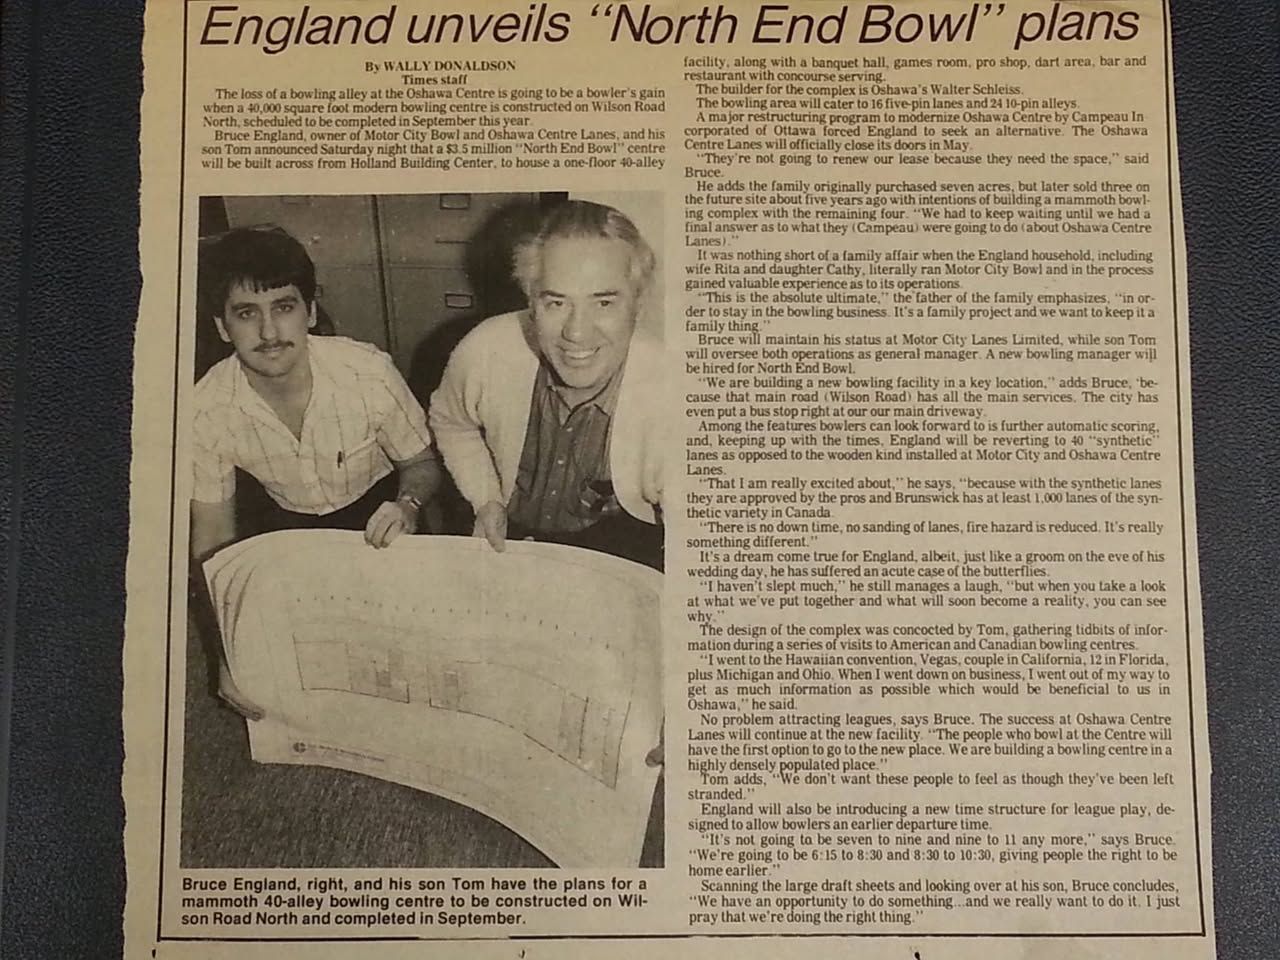 England unveils "North End Bowl" plans
By WALLY DONALDSON
Times staff
The loss of a bowling alley at the Oshawa Centre is going to be a bowler's gain
when a 40,000 square foot modern bowling centre is constructed on Wilson Road
North, scheduled to be completed in September this year.
Bruce England, owner of Motor City Bowl and Oshawa Centre Lanes, and his
son Tom announced Saturday night that a $3.5 million "North End Bowl" centre
will be built across from Holland Building Center, to house a one-floor 40-alley
facility, along with a banquet hall, games room, pro shop, dart area, bar and
restaurant with concourse serving.
The builder for the complex is Oshawa's Walter Schleiss.
The bowling area will cater to 16 five-pin lanes and 24 10-pin alleys.
A major restructuring program to modernize Oshawa Centre by Campeau In-
corporated of Ottawa forced England to seek an alternative. The Oshawa
Centre Lanes will officially close its doors in May.
"They're not going to renew our lease because they need the space," said
Bruce.
He adds the family originally purchased seven acres, but later sold three on
the future site about five years ago with intentions of building a mammoth bowl-
ing complex with the remaining four. "We had to keep waiting until we had a
final answer as to what they (Campeau) were going to do (about Oshawa Centre
Lanes)."
It was nothing short of a family affair when the England household, including
wife Rita and daughter Cathy, literally ran Motor City Bowl and in the process
gained valuable experience as to its operations.
"This is the absolute ultimate," the father of the family emphasizes, "in or-
der to stay in the bowling business. It's a family project and we want to keep it a
family thing."
Bruce will maintain his status at Motor City Lanes Limited, while son Tom
will oversee both operations as general manager. A new bowling manager will
be hired for North End Bowl.
"We are building a new bowling facility in a key location," adds Bruce, 'be-
cause that main road (Wilson Road) has all the main services. The city has
even put a bus stop right at our our main driveway.
Among the features bowlers can look forward to is further automatic scoring,
and, keeping up with the times, England will be reverting to 40 "synthetic"
lanes as opposed to the wooden kind installed at Motor City and Oshawa Centre
Lanes.
"That I am really excited about," he says, "because with the synthetic lanes
they are approved by the pros and Brunswick has at least 1,000 lanes of the syn-
thetic variety in Canada.
"There is no down time, no sanding of lanes, fire hazard is reduced. It's really
something different."
It's a dream come true for England, albeit, just like a groom on the eve of his
wedding day, he has suffered an acute case of the butterflies.
"I haven't slept much," he still manages a laugh, "but when you take a look
at what we've put together and what will soon become a reality, you can see
why."
The design of the complex was concocted by Tom, gathering tidbits of infor-
mation during a series of visits to American and Canadian bowling centres.
"I went to the Hawaiian convention, Vegas, couple in California, 12 in Florida,
plus Michigan and Ohio. When I went down on business, I went out of my way to
get as much information as possible which would be beneficial to us in
Oshawa," he said.
No problem attracting leagues, says Bruce. The success at Oshawa Centre
Lanes will continue at the new facility. "The people who bowl at the Centre will
have the first option to go to the new place. We are building a bowling centre in a
highly densely populated place."
Tom adds, "We don't want these people to feel as though they've been left
stranded."
England will also be introducing a new time structure for league play, de-
signed to allow bowlers an earlier departure time.
"It's not going to be seven to nine and nine to 11 any more," says Bruce.
"We're going to be 6:15 to 8:30 and 8:30 to 10:30, giving people the right to be
home earlier."
Scanning the large draft sheets and looking over at his son, Bruce concludes,
"We have an opportunity to do something...and we really want to do it. I just
pray that we're doing the right thing."
Bruce England, right, and his son Tom have the plans for a
mammoth 40-alley bowling centre to be constructed on Wil-
son Road North and completed in September.